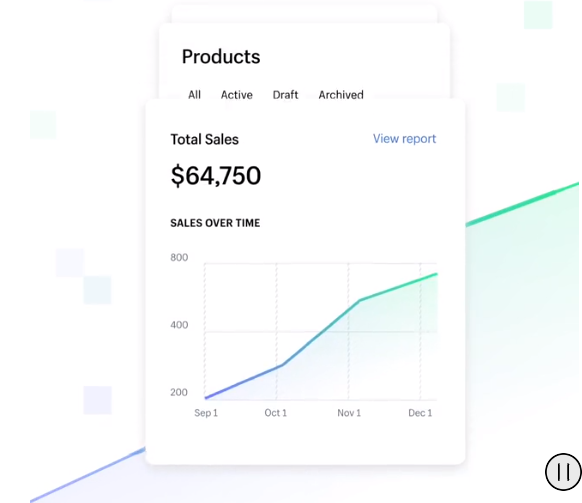 Products
All Active Draft Archived
Total Sales View report
$64,750
SALES OVER TIME
800
400
200
Sep 1 Oct 1 Nov 1 Dec 1